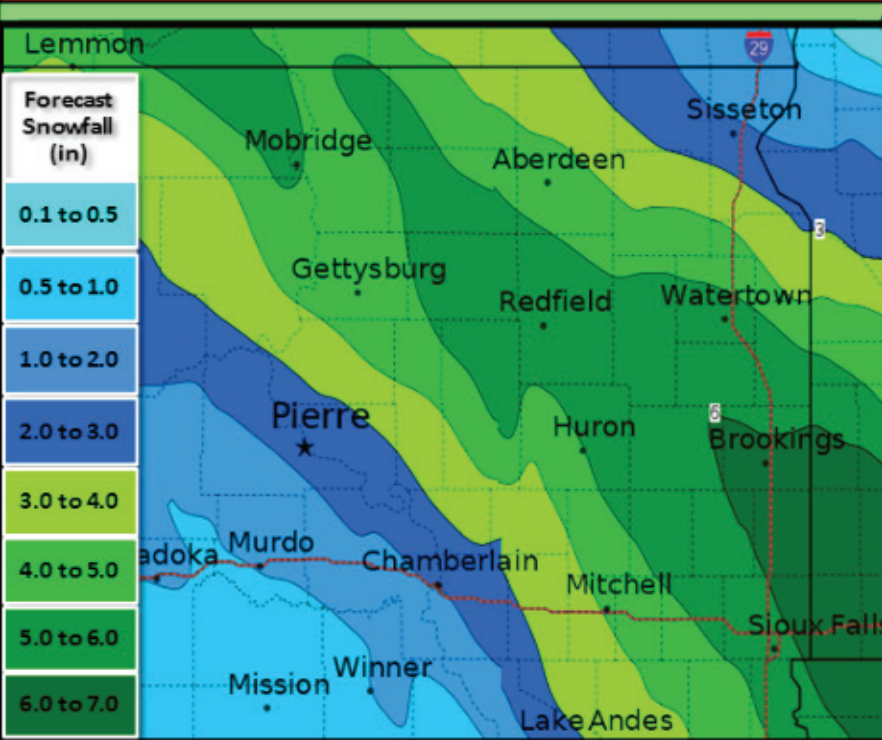 Lemmon
29
Forecast
Snowfall
(in)
Sisseton
Mobridge
Aberdeen
0.1 to 0.5
3
0.5 to 1.0
Gettysburg
Redfield
Watertown
1.0 to 2.0
2.0 to 3.0
Pierre
6
Huron
Brookings
3.0 to 4.0
adoka
Murdo
Chamberlain
4.0 to 5.0
Mitchell
5.0 to 6.0
Sioux Falls
Winner
Mission
6.0 to 7.0
Lake Andes